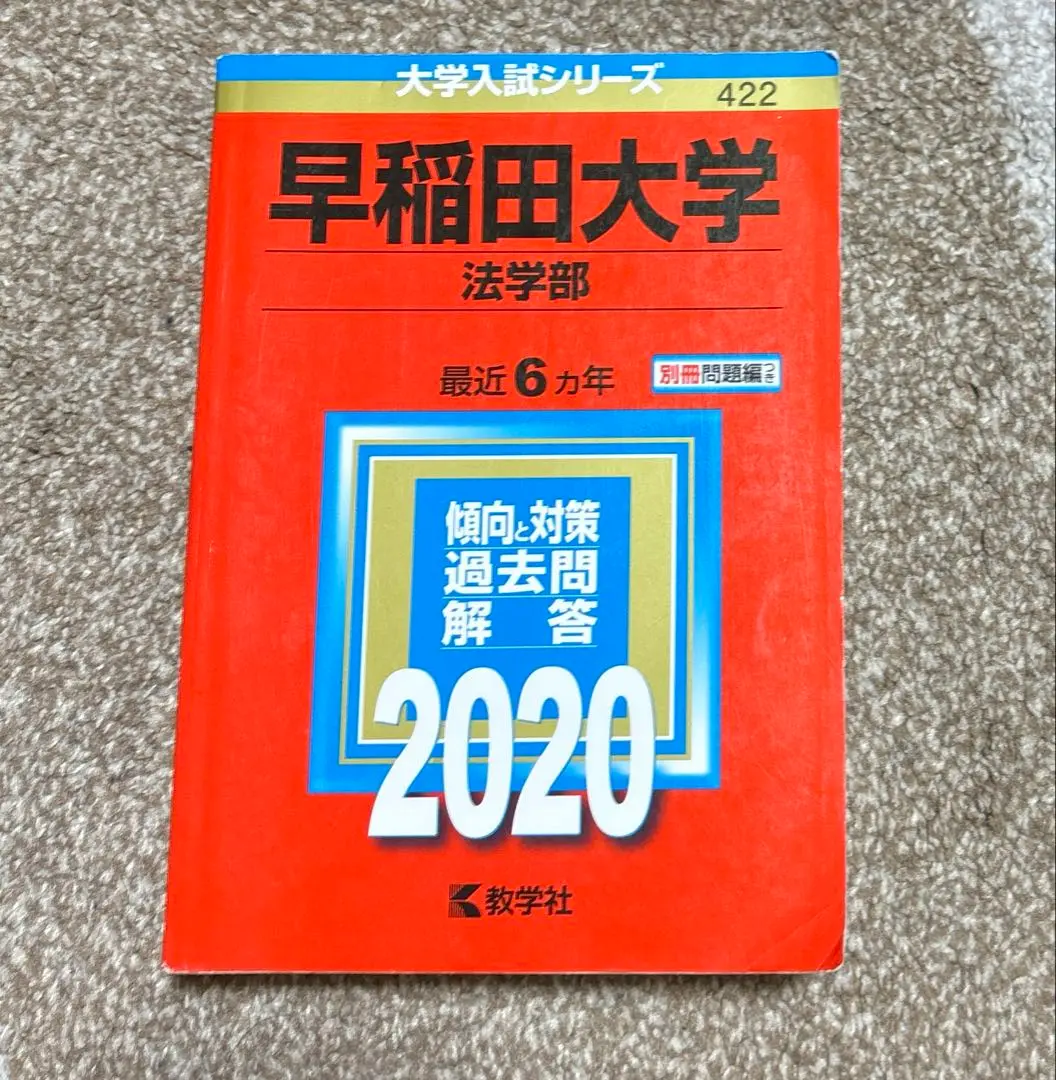 大学入試シリーズ
422
早稲田大学
法学部
最近6ヵ年
別冊問題編つき
傾向と対策
過去問
解答
2020
教学社